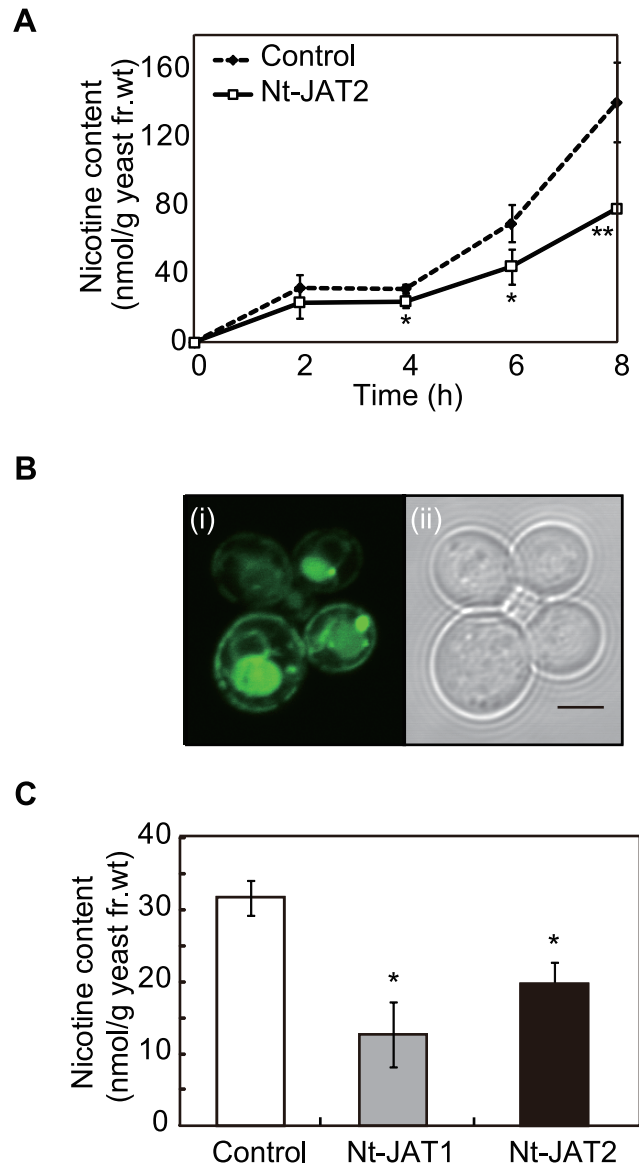 A
Nicotine content
(nmol/g yeast fr.wt)
160
120
80
40
0
Control
Nt-JAT2
*
*
**
0 2 4 6 8
Time (h)
B
(i)
(ii)
C
Nicotine content
(nmol/g yeast fr.wt)
40
30
20
10
0
*
*
Control Nt-JAT1 Nt-JAT2